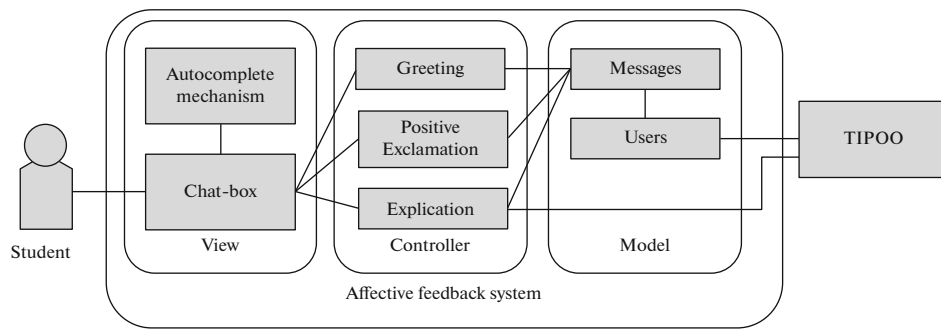 Autocomplete
mechanism
Chat-box
View
Greeting
Positive
Exclamation
Explication
Controller
Messages
Users
Model
TIPOO
Student
Affective feedback system